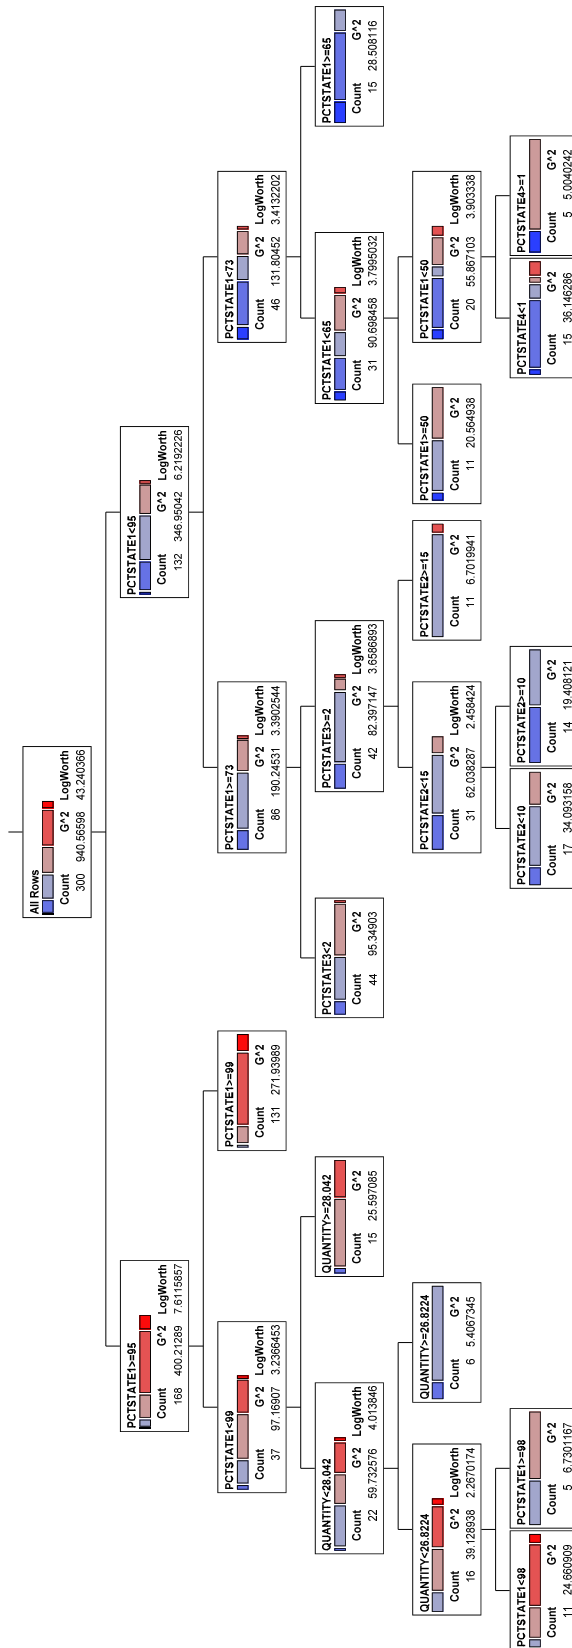 All Rows
Count G^2 LogWorth
300 940.56598 43.240366
PCTSTATE1>=95
Count G^2 LogWorth
168 400.21289 7.6115857
PCTSTATE1<95
Count G^2 LogWorth
132 346.95042 6.2192226
PCTSTATE1<99
Count G^2 LogWorth
37 97.16907 3.2366453
PCTSTATE1>=99
Count G^2
131 271.93989
PCTSTATE1>=73
Count G^2 LogWorth
86 190.24531 3.3902544
PCTSTATE1<73
Count G^2 LogWorth
46 131.80452 3.4132202
QUANTITY<28.042
Count G^2 LogWorth
22 59.732576 4.013846
QUANTITY>=28.042
Count G^2
15 25.597085
PCTSTATE3<2
Count G^2
44 95.34903
PCTSTATE3>=2
Count G^2 LogWorth
42 82.397147 3.6586893
PCTSTATE1<65
Count G^2 LogWorth
31 90.698458 3.7995032
PCTSTATE1>=65
Count G^2
15 28.508116
QUANTITY<26.8224
Count G^2 LogWorth
16 39.128938 2.2670174
QUANTITY>=26.8224
Count G^2
6 5.4067345
PCTSTATE2<15
Count G^2 LogWorth
31 62.038287 2.458424
PCTSTATE2>=15
Count G^2
11 6.7019941
PCTSTATE1>=50
Count G^2
11 20.564938
PCTSTATE1<50
Count G^2 LogWorth
20 55.867103 3.903338
PCTSTATE1<98
Count G^2
11 24.660909
PCTSTATE1>=98
Count G^2
5 6.7301167
PCTSTATE2<10
Count G^2
17 34.093158
PCTSTATE2>=10
Count G^2
14 19.408121
PCTSTATE4<1
Count G^2
15 36.146286
PCTSTATE4>=1
Count G^2
5 5.0040242